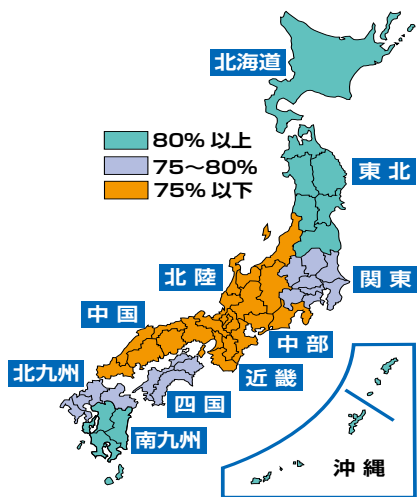 北海道
80% 以上
75〜80%
75% 以下
東北
北陸
関東
中国
中部
北九州
近畿
四国
南九州
沖縄